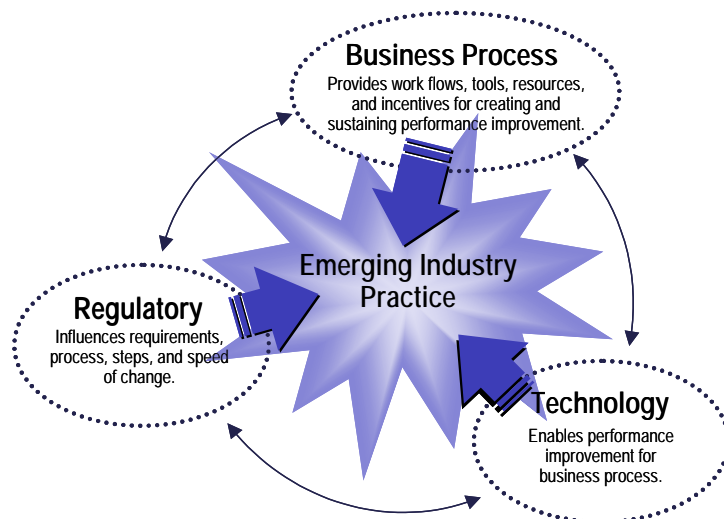 Business Process
Provides work flows, tools, resources,
and incentives for creating and
sustaining performance improvement.
Emerging Industry
Practice
Regulatory
Influences requirements,
process, steps, and speed
of change.
Technology
Enables performance
improvement for
business process.